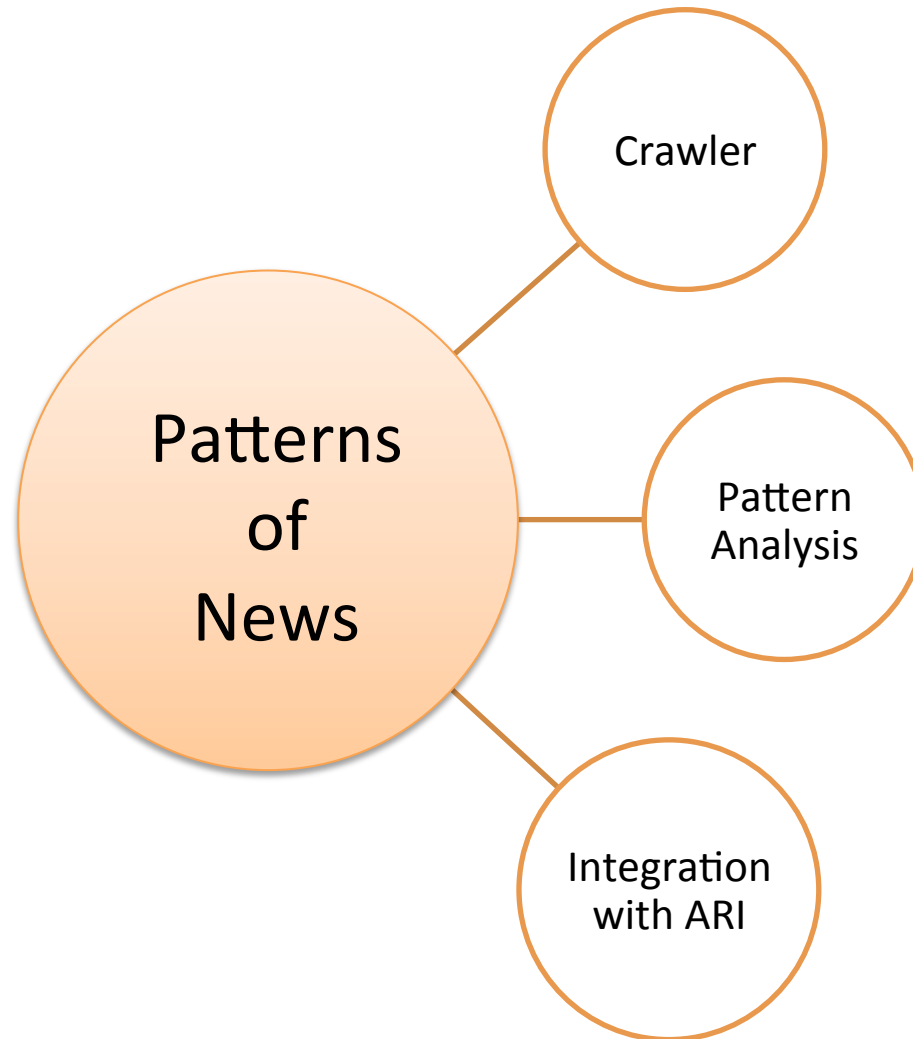 Crawler
Patterns
of
News
Pattern
Analysis
Integration
with ARI